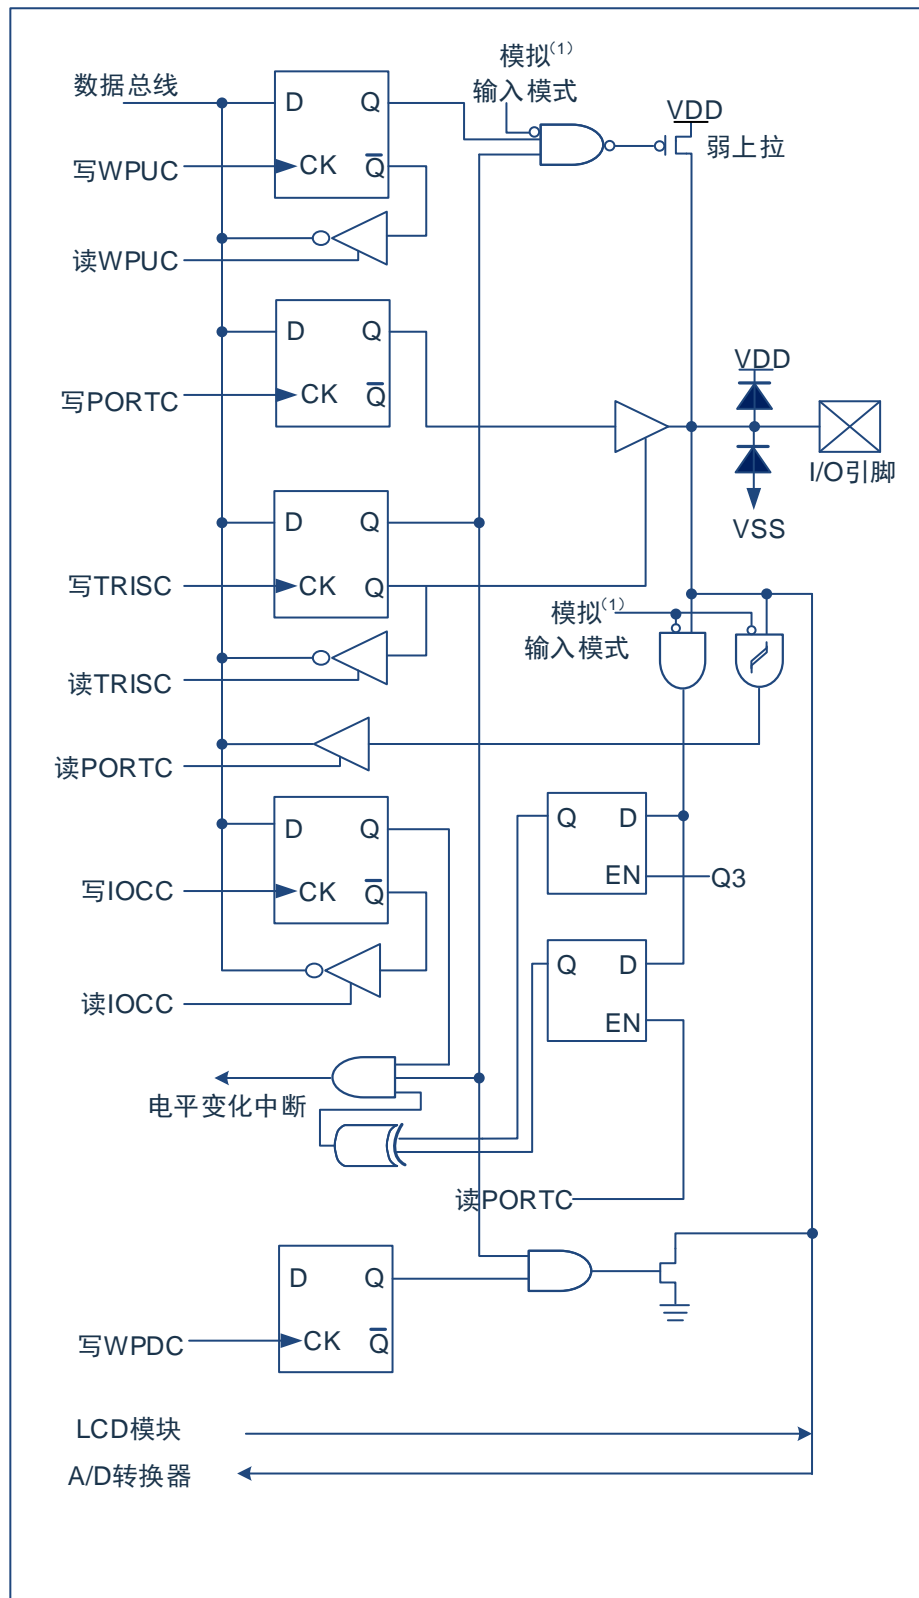 数据总线
D Q
模拟(1)
输入模式
VDD
弱上拉
写WPUC
CK Q̅
读WPUC
D Q
写PORTC
CK Q̅
VDD
I/O引脚
VSS
D Q
写TRISC
CK Q
模拟(1)
输入模式
读TRISC
读PORTC
D Q
Q D
写IOCC
CK Q̅
EN
Q3
Q D
读IOCC
EN
电平变化中断
读PORTC
D Q
写WPDC
CK Q̅
LCD模块
A/D转换器